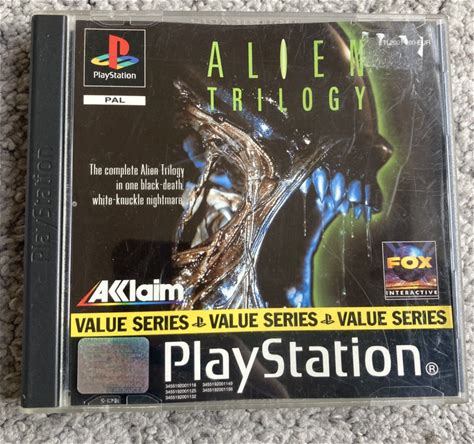 PlayStation
PAL
ALIEN
TRILOGY
The complete Alien Trilogy
in one black-death
white-knuckle nightmare.
PlayStation
AKKlaim
FOX
INTERACTIVE
VALUE SERIES VALUE SERIES VALUE SERIES
PlayStation®